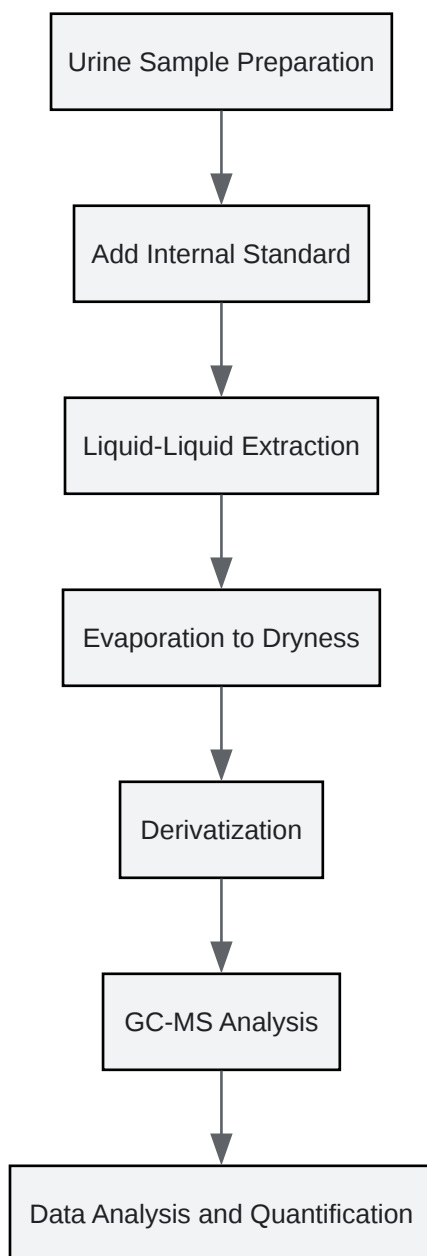 Urine Sample Preparation
Add Internal Standard
Liquid-Liquid Extraction
Evaporation to Dryness
Derivatization
GC-MS Analysis
Data Analysis and Quantification